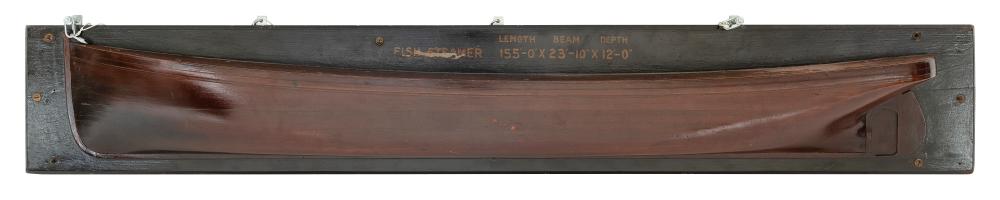 LENGTH BEAM DEPTH
FISH STEAMER 155-0" X 23'-10" X 12-0"